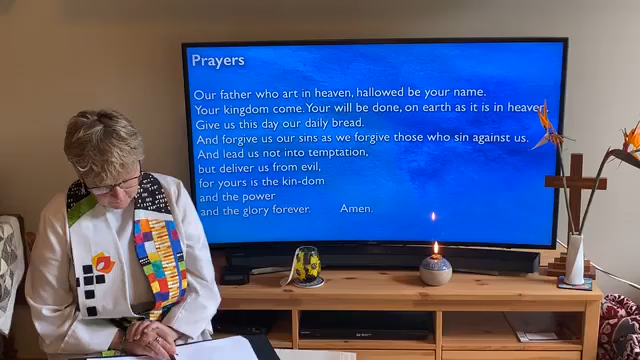 Prayers
Our father who art in heaven, hallowed be your name.
Your kingdom come. Your will be done, on earth as it is in heaven.
Give us this day our daily bread.
And forgive us our sins as we forgive those who sin against us.
And lead us not into temptation,
but deliver us from evil,
for yours is the kin-dom
and the power
and the glory forever. Amen.